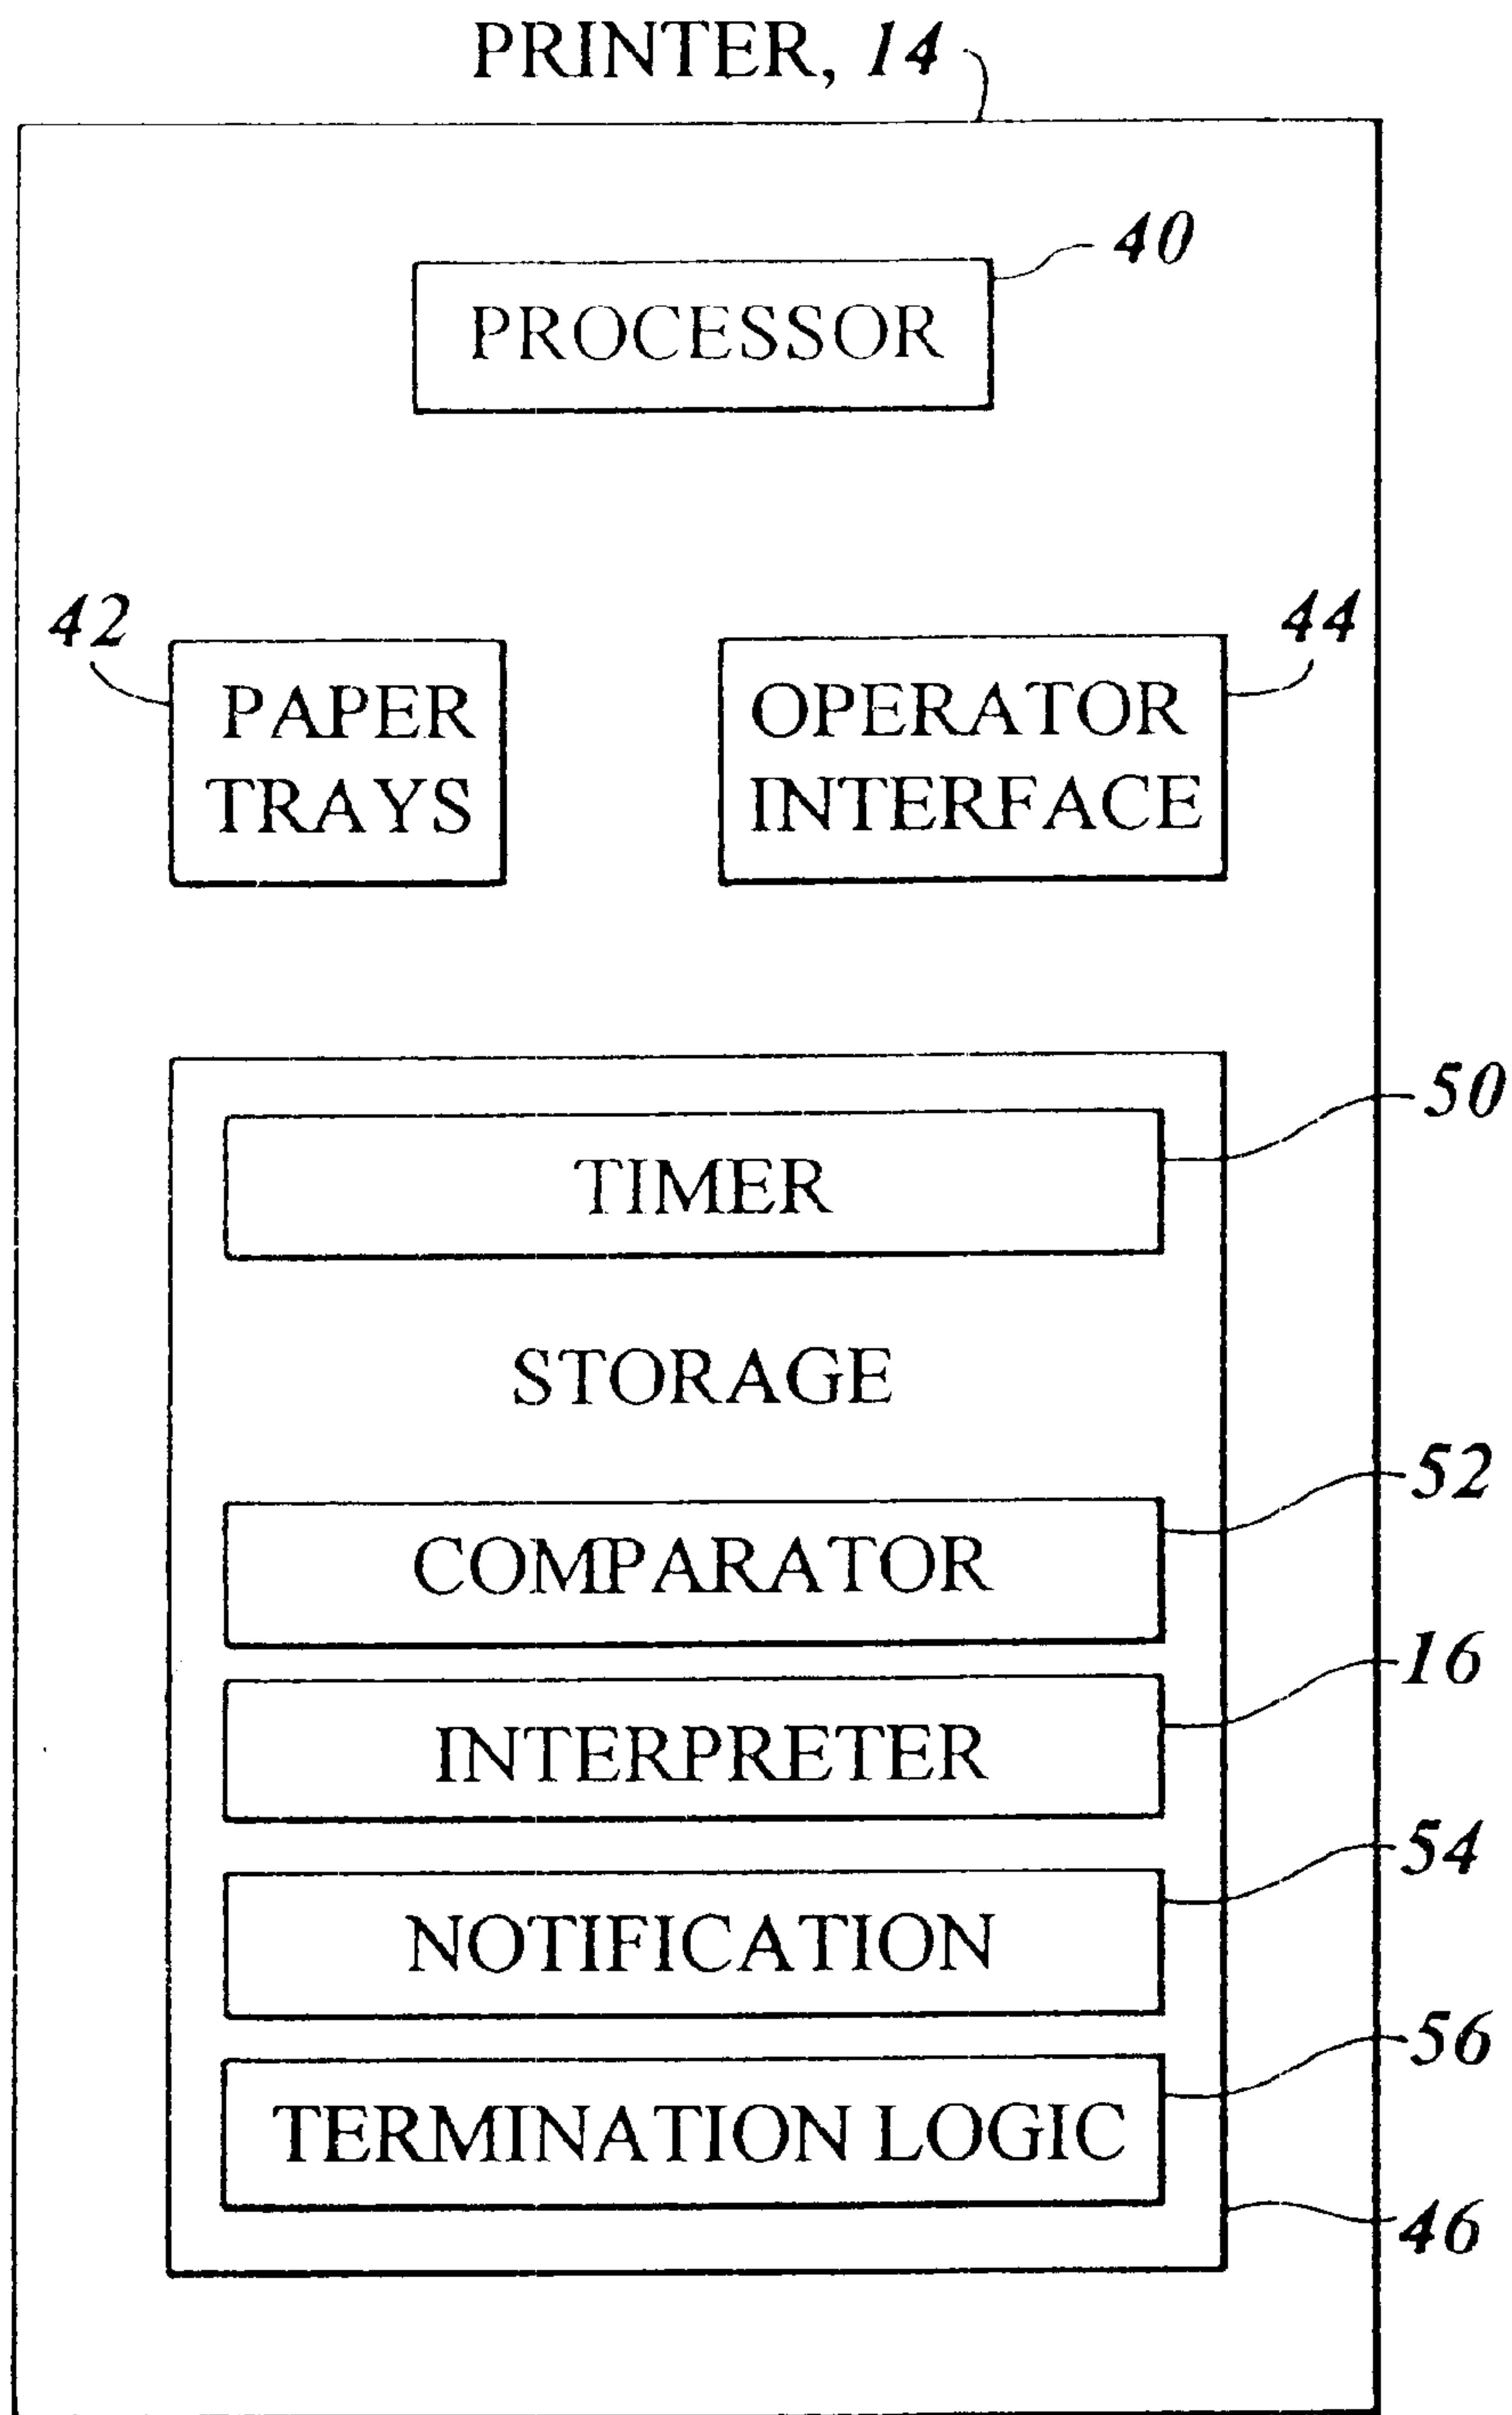 PRINTER, 14
40
PROCESSOR
42
44
PAPER
TRAYS
OPERATOR
INTERFACE
50
TIMER
STORAGE
52
COMPARATOR
16
INTERPRETER
54
NOTIFICATION
56
TERMINATION LOGIC
46